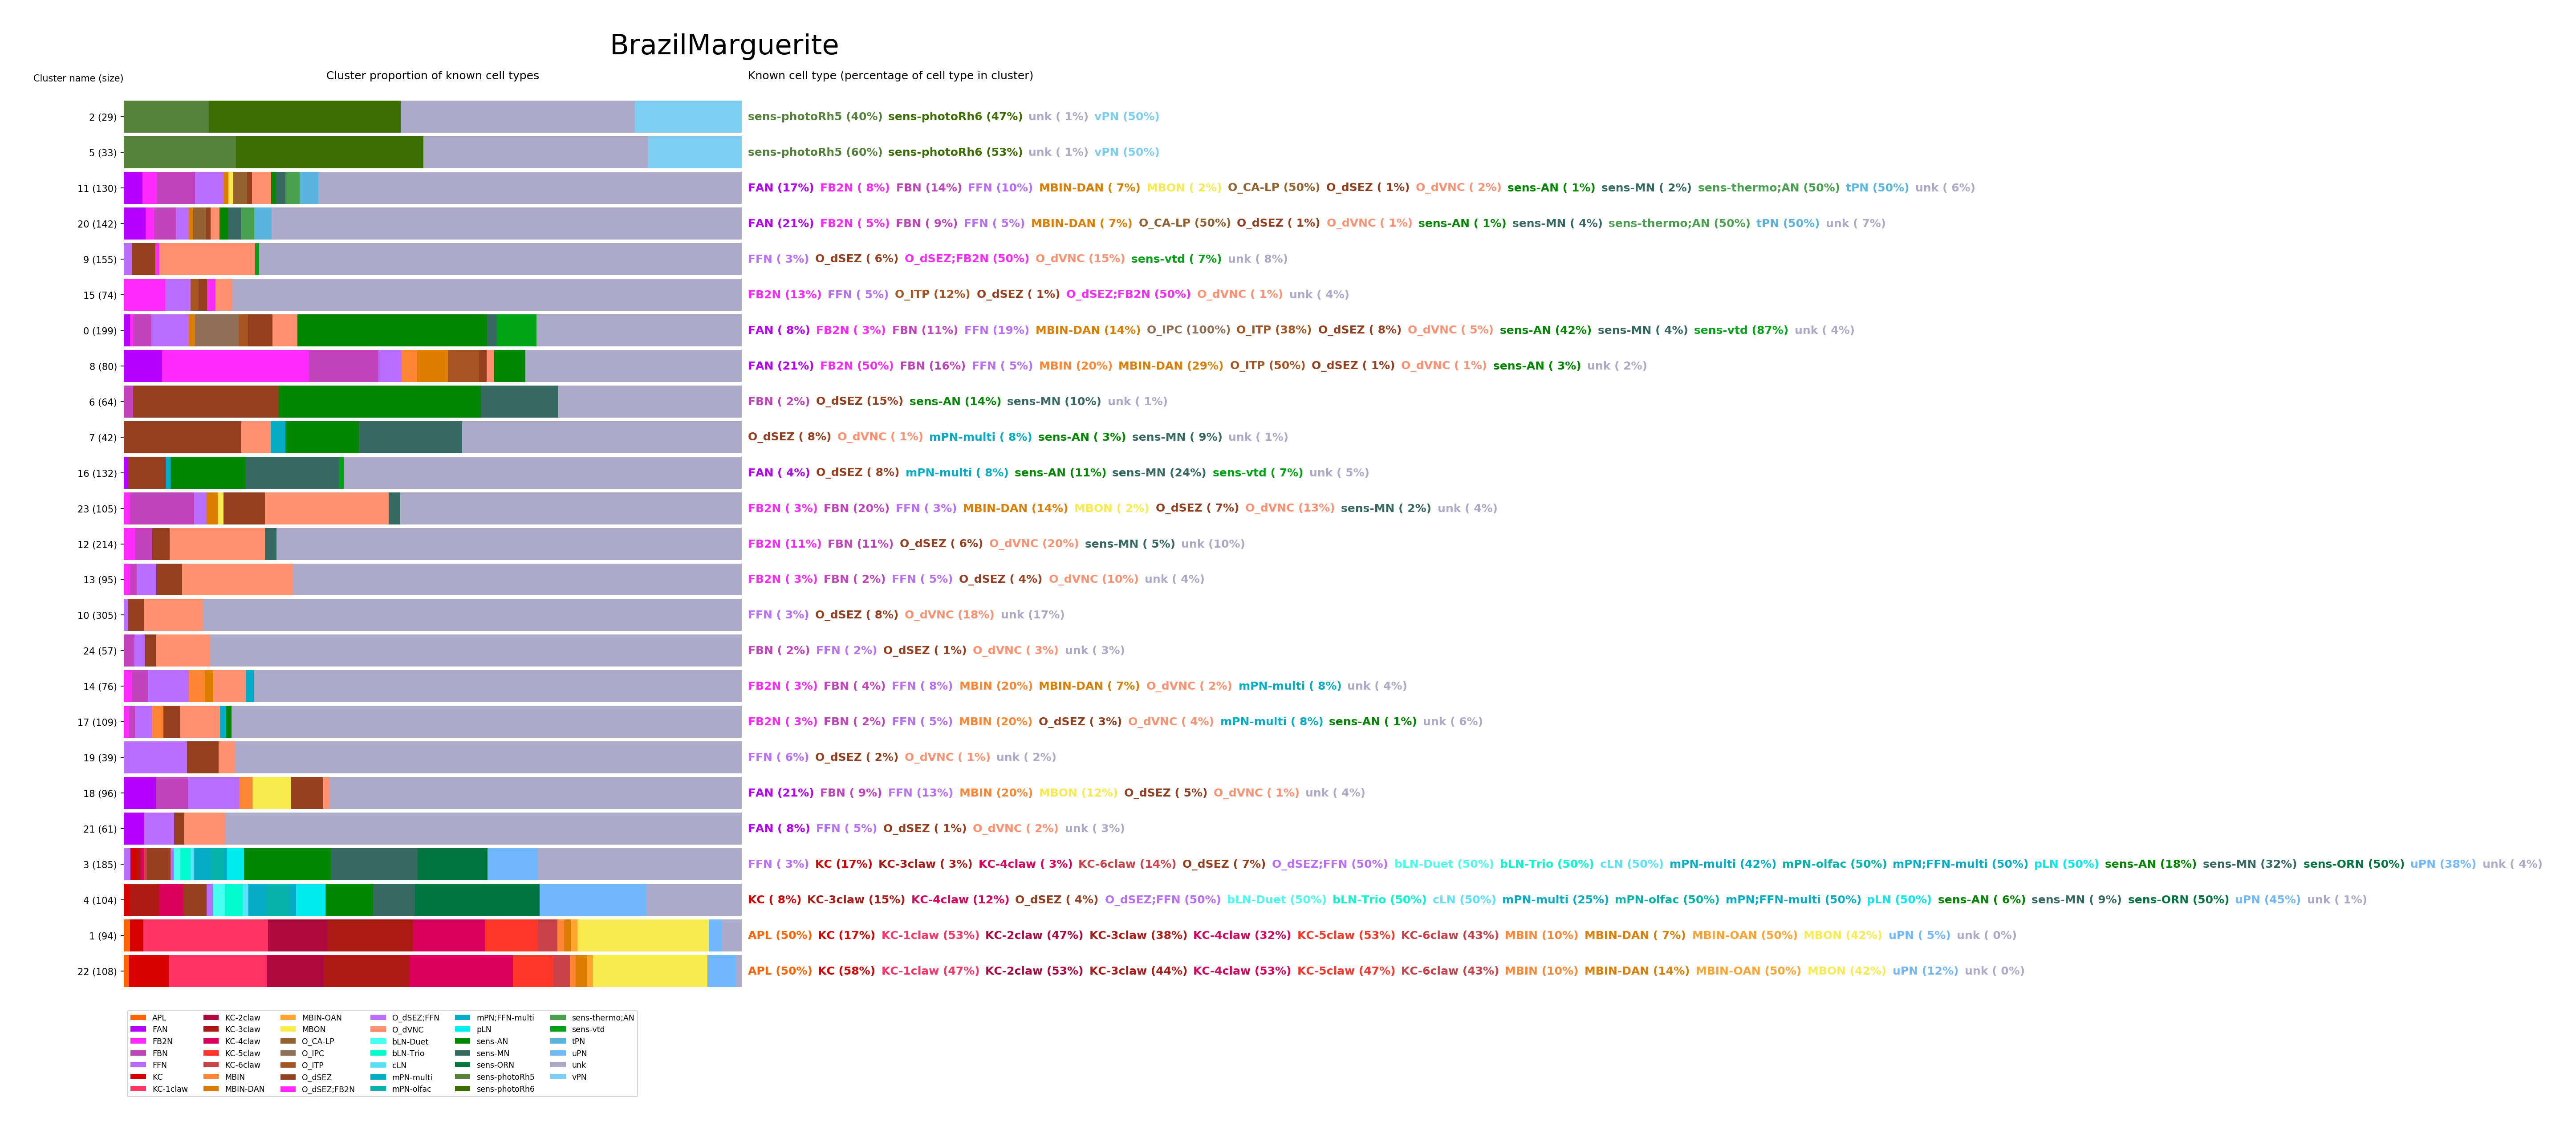 BrazilMarguerite
Cluster name (size) Cluster proportion of known cell types Known cell type (percentage of cell type in cluster)
2 (29) sens-photoRh5 (40%) sens-photoRh6 (47%) unk ( 1%) vPN (50%)
5 (33) sens-photoRh5 (60%) sens-photoRh6 (53%) unk ( 1%) vPN (50%)
11 (130) FAN (17%) FB2N ( 8%) FBN (14%) FFN (10%) MBIN-DAN ( 7%) MBON ( 2%) O_CA-LP (50%) O_dSEZ ( 1%) O_dVNC ( 2%) sens-AN ( 1%) sens-MN ( 2%) sens-thermo;AN (50%) tPN (50%) unk ( 6%)
20 (142) FAN (21%) FB2N ( 5%) FBN ( 9%) FFN ( 5%) MBIN-DAN ( 7%) O_CA-LP (50%) O_dSEZ ( 1%) O_dVNC ( 1%) sens-AN ( 1%) sens-MN ( 4%) sens-thermo;AN (50%) tPN (50%) unk ( 7%)
9 (155) FFN ( 3%) O_dSEZ ( 6%) O_dSEZ;FB2N (50%) O_dVNC (15%) sens-vtd ( 7%) unk ( 8%)
15 (74) FB2N (13%) FFN ( 5%) O_ITP (12%) O_dSEZ ( 1%) O_dSEZ;FB2N (50%) O_dVNC ( 1%) unk ( 4%)
0 (199) FAN ( 8%) FB2N ( 3%) FBN (11%) FFN (19%) MBIN-DAN (14%) O_IPC (100%) O_ITP (38%) O_dSEZ ( 8%) O_dVNC ( 5%) sens-AN (42%) sens-MN ( 4%) sens-vtd (87%) unk ( 4%)
8 (80) FAN (21%) FB2N (50%) FBN (16%) FFN ( 5%) MBIN (20%) MBIN-DAN (29%) O_ITP (50%) O_dSEZ ( 1%) O_dVNC ( 1%) sens-AN ( 3%) unk ( 2%)
6 (64) FBN ( 2%) O_dSEZ (15%) sens-AN (14%) sens-MN (10%) unk ( 1%)
7 (42) O_dSEZ ( 8%) O_dVNC ( 1%) mPN-multi ( 8%) sens-AN ( 3%) sens-MN ( 9%) unk ( 1%)
16 (132) FAN ( 4%) O_dSEZ ( 8%) mPN-multi ( 8%) sens-AN (11%) sens-MN (24%) sens-vtd ( 7%) unk ( 5%)
23 (105) FB2N ( 3%) FBN (20%) FFN ( 3%) MBIN-DAN (14%) MBON ( 2%) O_dSEZ ( 7%) O_dVNC (13%) sens-MN ( 2%) unk ( 4%)
12 (214) FB2N (11%) FBN (11%) O_dSEZ ( 6%) O_dVNC (20%) sens-MN ( 5%) unk (10%)
13 (95) FB2N ( 3%) FBN ( 2%) FFN ( 5%) O_dSEZ ( 4%) O_dVNC (10%) unk ( 4%)
10 (305) FFN ( 3%) O_dSEZ ( 8%) O_dVNC (18%) unk (17%)
24 (57) FBN ( 2%) FFN ( 2%) O_dSEZ ( 1%) O_dVNC ( 3%) unk ( 3%)
14 (76) FB2N ( 3%) FBN ( 4%) FFN ( 8%) MBIN (20%) MBIN-DAN ( 7%) O_dVNC ( 2%) mPN-multi ( 8%) unk ( 4%)
17 (109) FB2N ( 3%) FBN ( 2%) FFN ( 5%) MBIN (20%) O_dSEZ ( 3%) O_dVNC ( 4%) mPN-multi ( 8%) sens-AN ( 1%) unk ( 6%)
19 (39) FFN ( 6%) O_dSEZ ( 2%) O_dVNC ( 1%) unk ( 2%)
18 (96) FAN (21%) FBN ( 9%) FFN (13%) MBIN (20%) MBON (12%) O_dSEZ ( 5%) O_dVNC ( 1%) unk ( 4%)
21 (61) FAN ( 8%) FFN ( 5%) O_dSEZ ( 1%) O_dVNC ( 2%) unk ( 3%)
3 (185) FFN ( 3%) KC (17%) KC-3claw ( 3%) KC-4claw ( 3%) KC-6claw (14%) O_dSEZ ( 7%) O_dSEZ;FFN (50%) bLN-Duet (50%) bLN-Trio (50%) cLN (50%) mPN-multi (42%) mPN-olfac (50%) mPN;FFN-multi (50%) pLN (50%) sens-AN (18%) sens-MN (32%) sens-ORN (50%) uPN (38%) unk ( 4%)
4 (104) KC ( 8%) KC-3claw (15%) KC-4claw (12%) O_dSEZ ( 4%) O_dSEZ;FFN (50%) bLN-Duet (50%) bLN-Trio (50%) cLN (50%) mPN-multi (25%) mPN-olfac (50%) mPN;FFN-multi (50%) pLN (50%) sens-AN ( 6%) sens-MN ( 9%) sens-ORN (50%) uPN (45%) unk ( 1%)
1 (94) APL (50%) KC (17%) KC-1claw (53%) KC-2claw (47%) KC-3claw (38%) KC-4claw (32%) KC-5claw (53%) KC-6claw (43%) MBIN (10%) MBIN-DAN ( 7%) MBIN-OAN (50%) MBON (42%) uPN ( 5%) unk ( 0%)
22 (108) APL (50%) KC (58%) KC-1claw (47%) KC-2claw (53%) KC-3claw (44%) KC-4claw (53%) KC-5claw (47%) KC-6claw (43%) MBIN (10%) MBIN-DAN (14%) MBIN-OAN (50%) MBON (42%) uPN (12%) unk ( 0%)
APL KC-2claw MBIN-OAN O_dSEZ;FFN mPN;FFN-multi sens-thermo;AN
FAN KC-3claw MBON O_dVNC pLN sens-vtd
FB2N KC-4claw O_CA-LP bLN-Duet sens-AN tPN
FBN KC-5claw O_IPC bLN-Trio sens-MN uPN
FFN KC-6claw O_ITP cLN sens-ORN unk
KC MBIN O_dSEZ mPN-multi sens-photoRh5 vPN
KC-1claw MBIN-DAN O_dSEZ;FB2N mPN-olfac sens-photoRh6